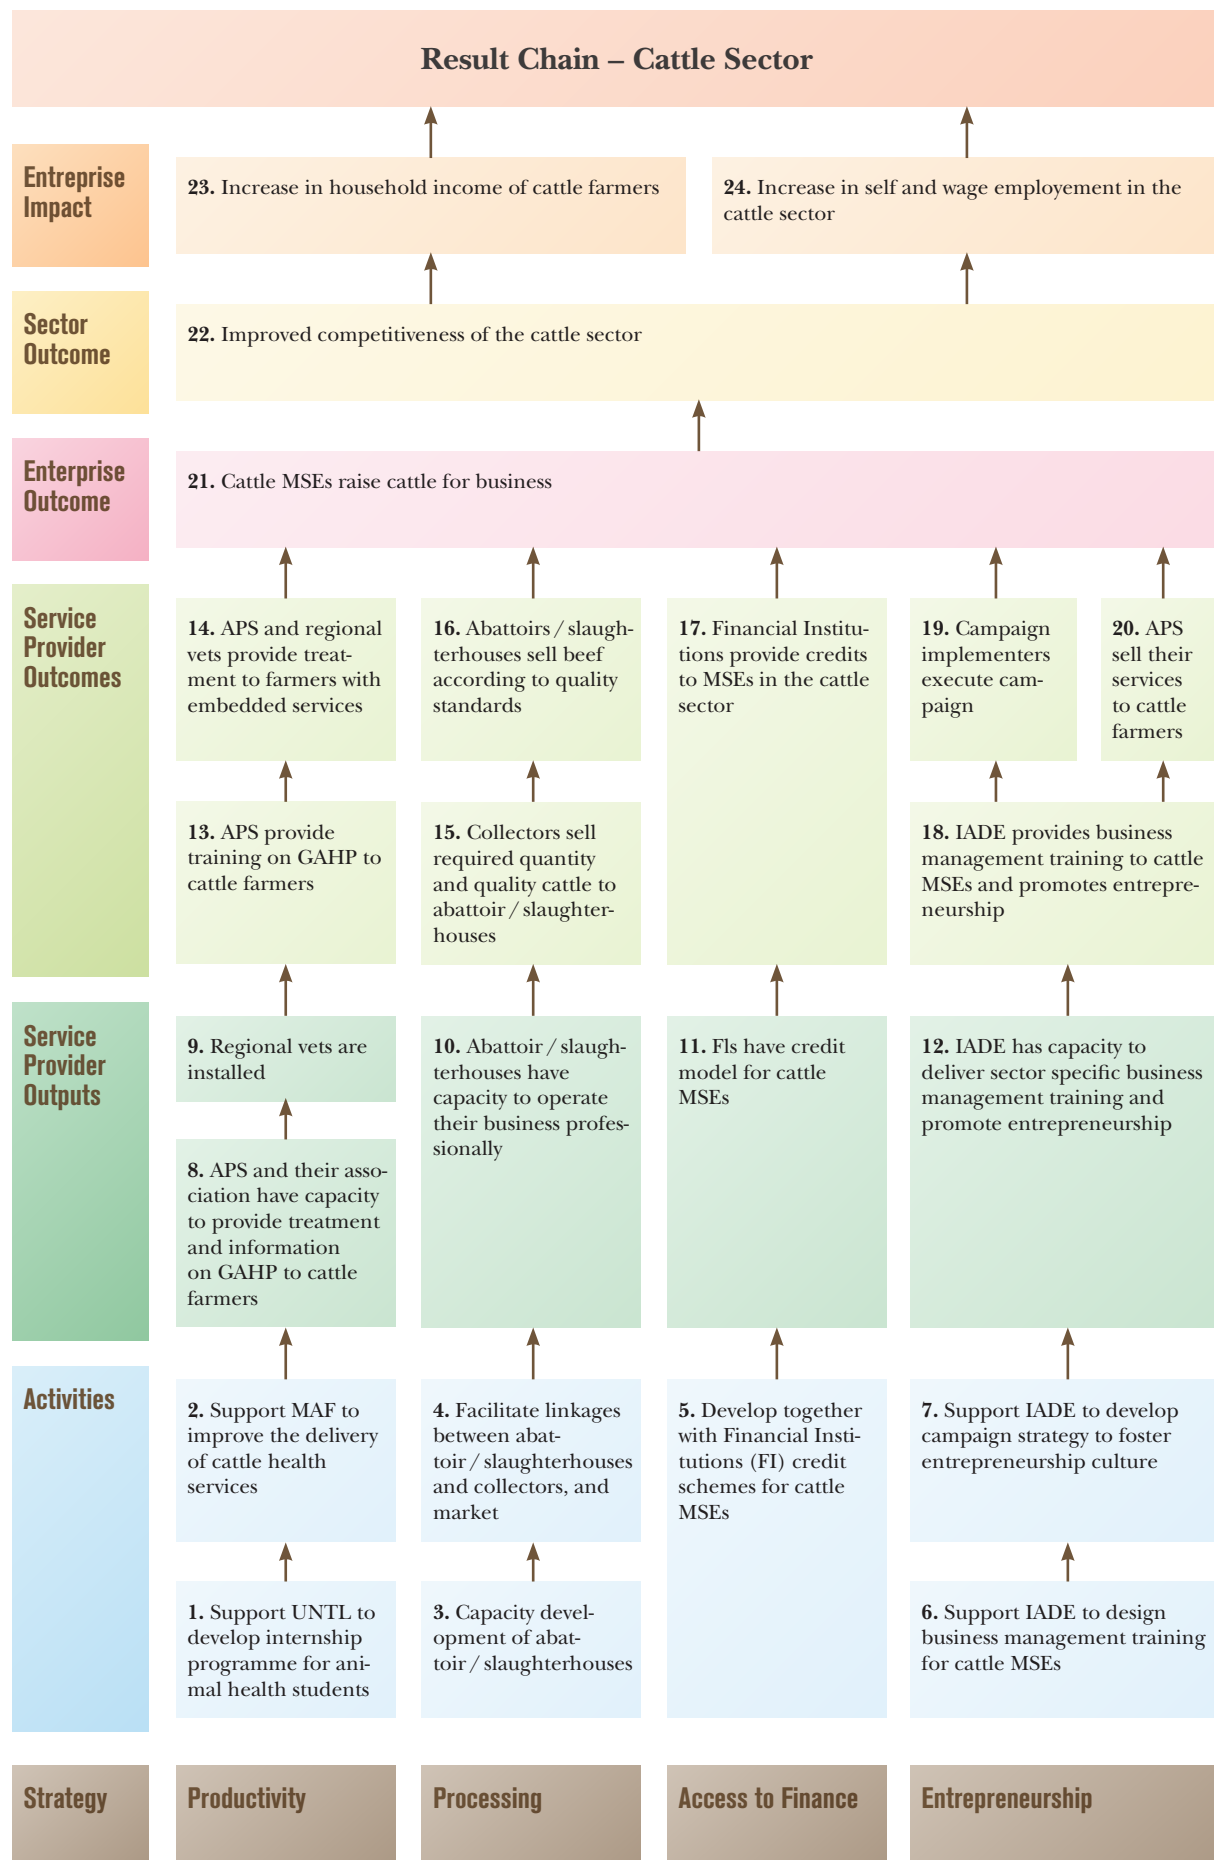 Result Chain – Cattle Sector
Entreprise
Impact
23. Increase in household income of cattle farmers
24. Increase in self and wage employement in the
cattle sector
Sector
Outcome
22. Improved competitiveness of the cattle sector
Enterprise
Outcome
21. Cattle MSEs raise cattle for business
Service
Provider
Outcomes
14. APS and regional
vets provide treat-
ment to farmers with
embedded services
16. Abattoirs / slaugh-
terhouses sell beef
according to quality
standards
17. Financial Institu-
tions provide credits
to MSEs in the cattle
sector
19. Campaign
implementers
execute cam-
paign
20. APS
sell their
services
to cattle
farmers
13. APS provide
training on GAHP to
cattle farmers
15. Collectors sell
required quantity
and quality cattle to
abattoir / slaughter-
houses
18. IADE provides business
management training to cattle
MSEs and promotes entrepre-
neurship
Service
Provider
Outputs
9. Regional vets are
installed
10. Abattoir / slaugh-
terhouses have
capacity to operate
their business profes-
sionally
11. Fls have credit
model for cattle
MSEs
12. IADE has capacity to
deliver sector specific business
management training and
promote entrepreneurship
8. APS and their asso-
ciation have capacity
to provide treatment
and information
on GAHP to cattle
farmers
Activities
2. Support MAF to
improve the delivery
of cattle health
services
4. Facilitate linkages
between abat-
toir / slaughterhouses
and collectors, and
market
5. Develop together
with Financial Insti-
tutions (FI) credit
schemes for cattle
MSEs
7. Support IADE to develop
campaign strategy to foster
entrepreneurship culture
1. Support UNTL to
develop internship
programme for ani-
mal health students
3. Capacity devel-
opment of abat-
toir / slaughterhouses
6. Support IADE to design
business management training
for cattle MSEs
Strategy
Productivity
Processing
Access to Finance
Entrepreneurship